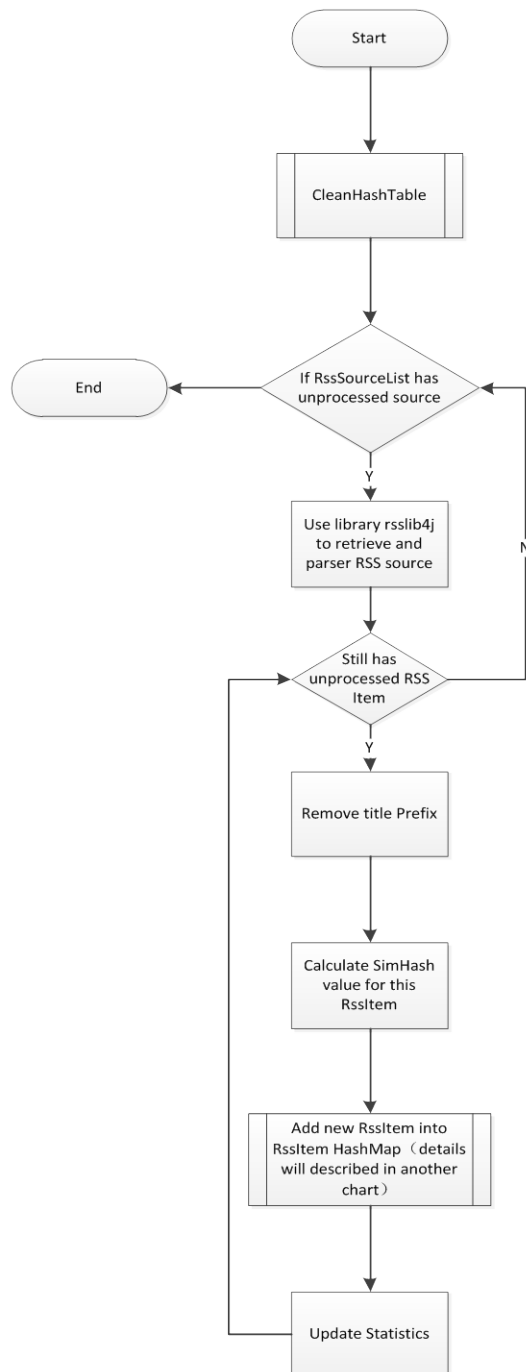 Start
CleanHashTable
If RssSourceList has
unprocessed source
End
Y
Use library rsslib4j
to retrieve and
parser RSS source
N
Still has
unprocessed RSS
Item
Y
Remove title Prefix
Calculate SimHash
value for this
RssItem
Add new RssItem into
RssItem HashMap（details
will described in another
chart）
Update Statistics